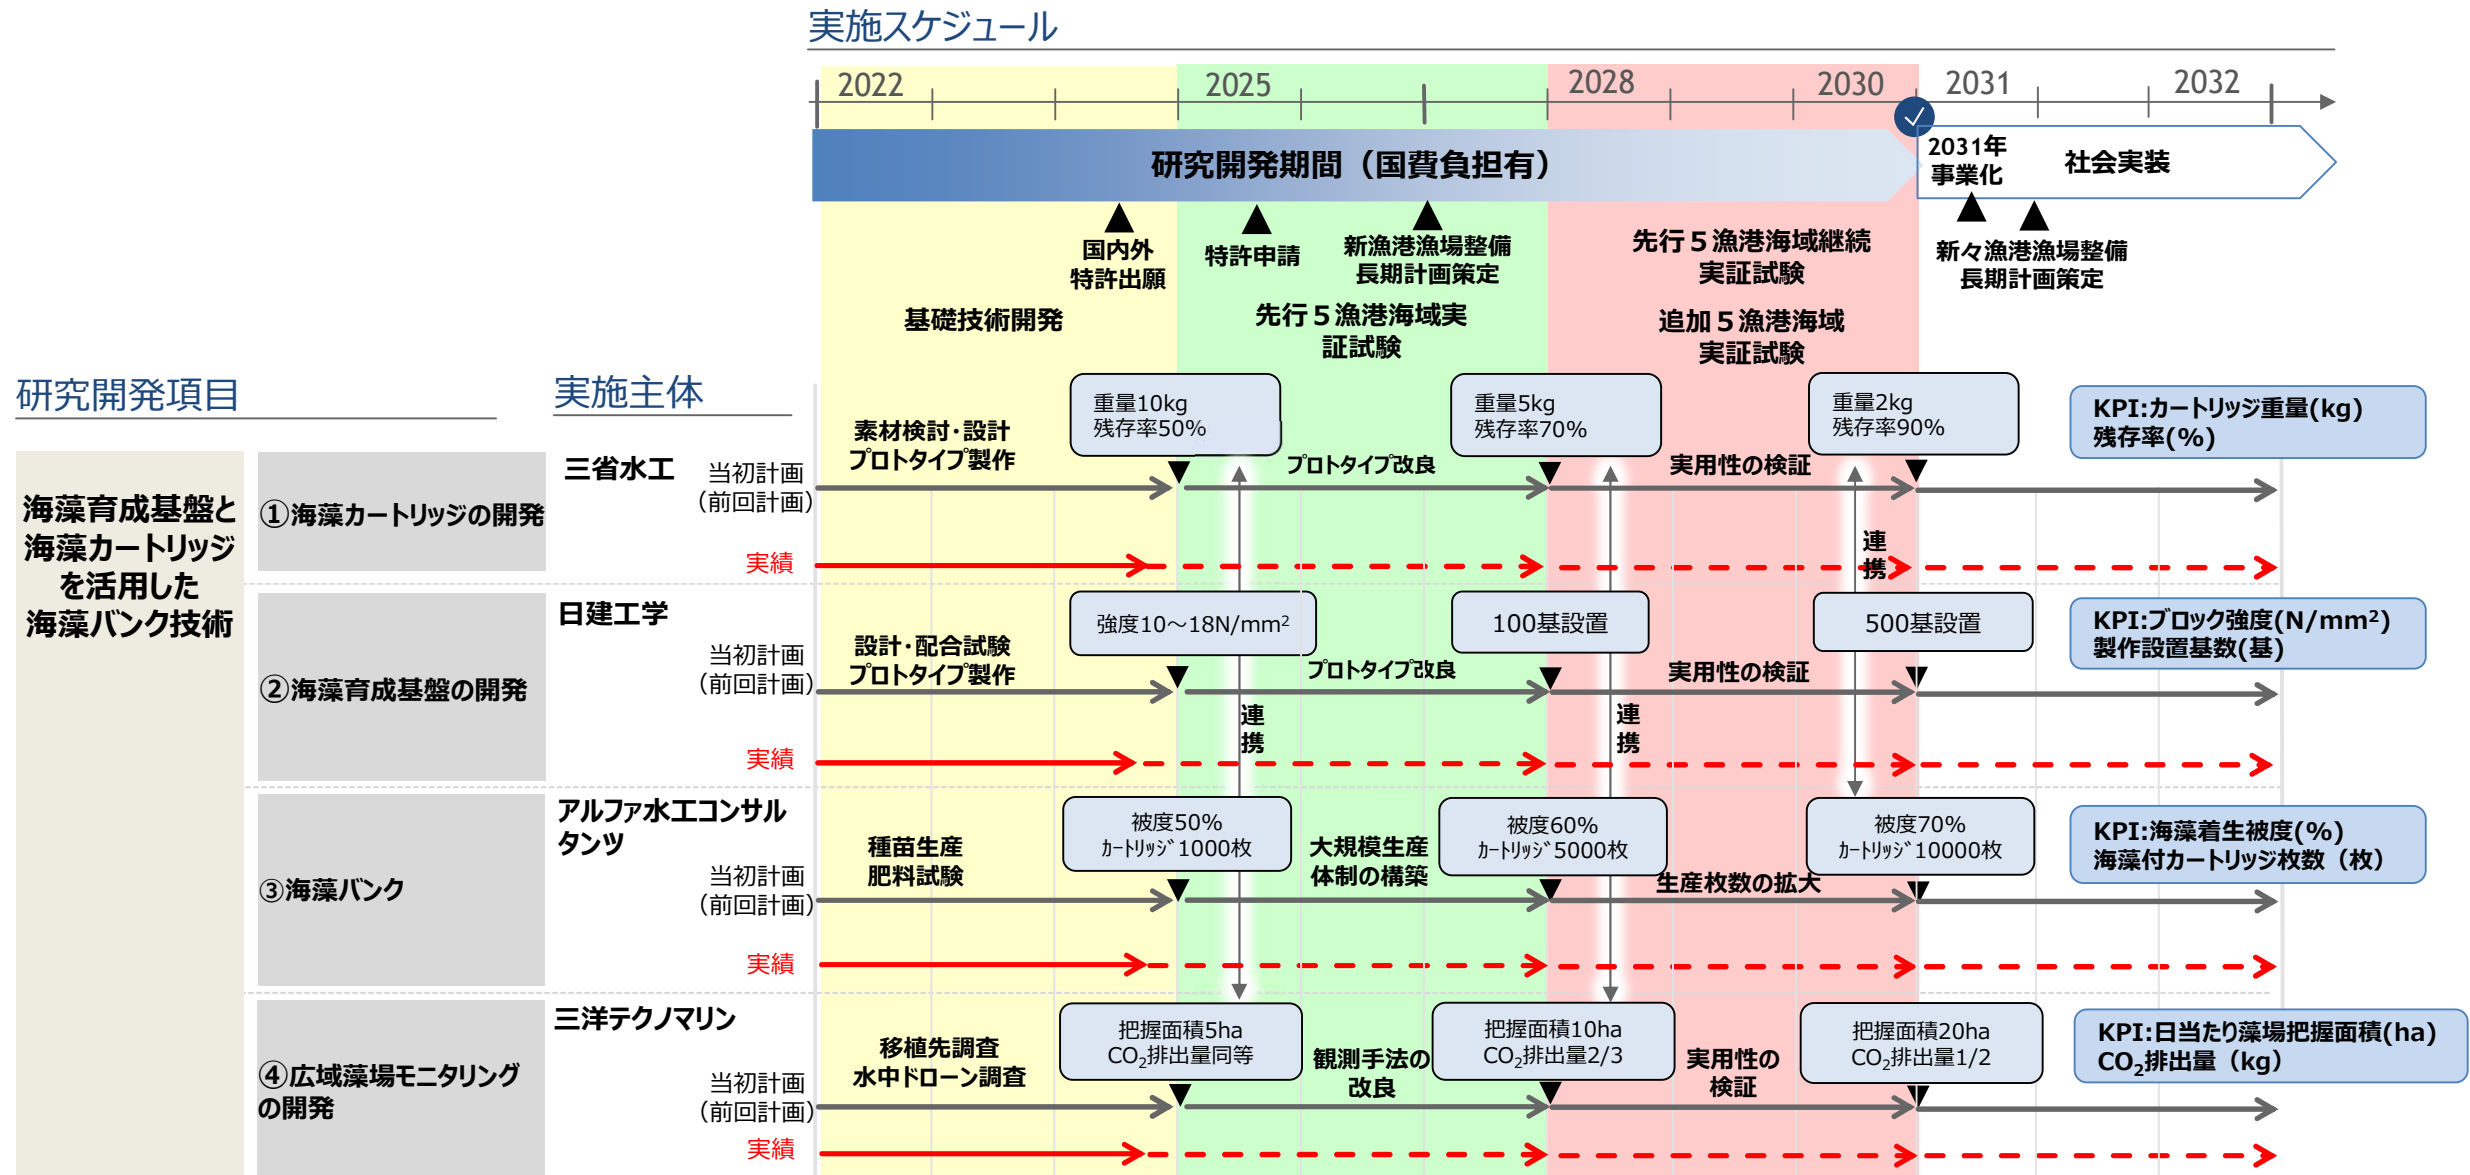 実施スケジュール
2022
2025
2028
2030
2031
2032
研究開発期間（国費負担有）
2031年
事業化
社会実装
国内外
特許出願
特許申請
新漁港漁場整備
長期計画策定
先行５漁港海域継続
実証試験
新々漁港漁場整備
長期計画策定
基礎技術開発
先行５漁港海域実
証試験
追加５漁港海域
実証試験
研究開発項目
実施主体
海藻育成基盤と
海藻カートリッジ
を活用した
海藻バンク技術
①海藻カートリッジの開発
三省水工
当初計画
（前回計画）
実績
素材検討・設計
プロトタイプ製作
重量10kg
残存率50%
プロトタイプ改良
重量5kg
残存率70%
実用性の検証
重量2kg
残存率90%
連
携
KPI:カートリッジ重量(kg)
残存率(%)
②海藻育成基盤の開発
日建工学
当初計画
（前回計画）
実績
設計・配合試験
プロトタイプ製作
強度10～18N/mm²
プロトタイプ改良
100基設置
実用性の検証
500基設置
連
携
連
携
KPI:ブロック強度(N/mm²)
製作設置基数(基)
③海藻バンク
アルファ水工コンサル
タンツ
当初計画
（前回計画）
実績
種苗生産
肥料試験
被度50%
ｶｰﾄﾘｯｼﾞ1000枚
大規模生産
体制の構築
被度60%
ｶｰﾄﾘｯｼﾞ5000枚
生産枚数の拡大
被度70%
ｶｰﾄﾘｯｼﾞ10000枚
KPI:海藻着生被度(%)
海藻付カートリッジ枚数（枚）
④広域藻場モニタリング
の開発
三洋テクノマリン
当初計画
（前回計画）
実績
移植先調査
水中ドローン調査
把握面積5ha
CO₂排出量同等
観測手法の
改良
把握面積10ha
CO₂排出量2/3
実用性の
検証
把握面積20ha
CO₂排出量1/2
KPI:日当たり藻場把握面積(ha)
CO₂排出量（kg）